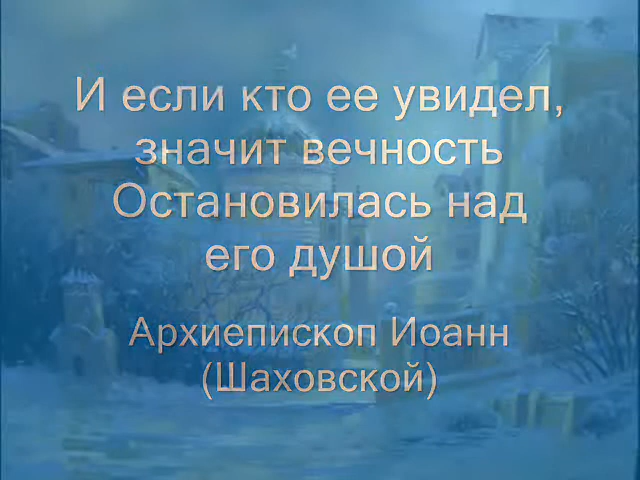 И если кто ее увидел,
значит вечность
Остановилась над
его душой
Архиепископ Иоанн
(Шаховской)